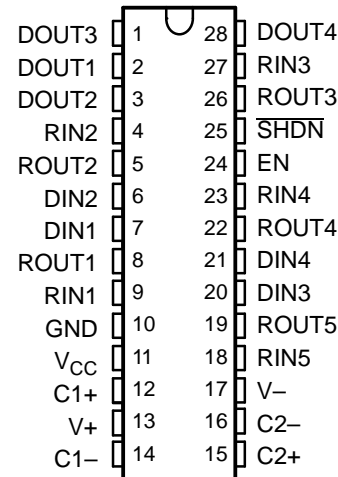 DOUT3 1 28 DOUT4
DOUT1 2 27 RIN3
DOUT2 3 26 ROUT3
RIN2 4 25 SHDN
ROUT2 5 24 EN
DIN2 6 23 RIN4
DIN1 7 22 ROUT4
ROUT1 8 21 DIN4
RIN1 9 20 DIN3
GND 10 19 ROUT5
VCC 11 18 RIN5
C1+ 12 17 V–
V+ 13 16 C2–
C1– 14 15 C2+